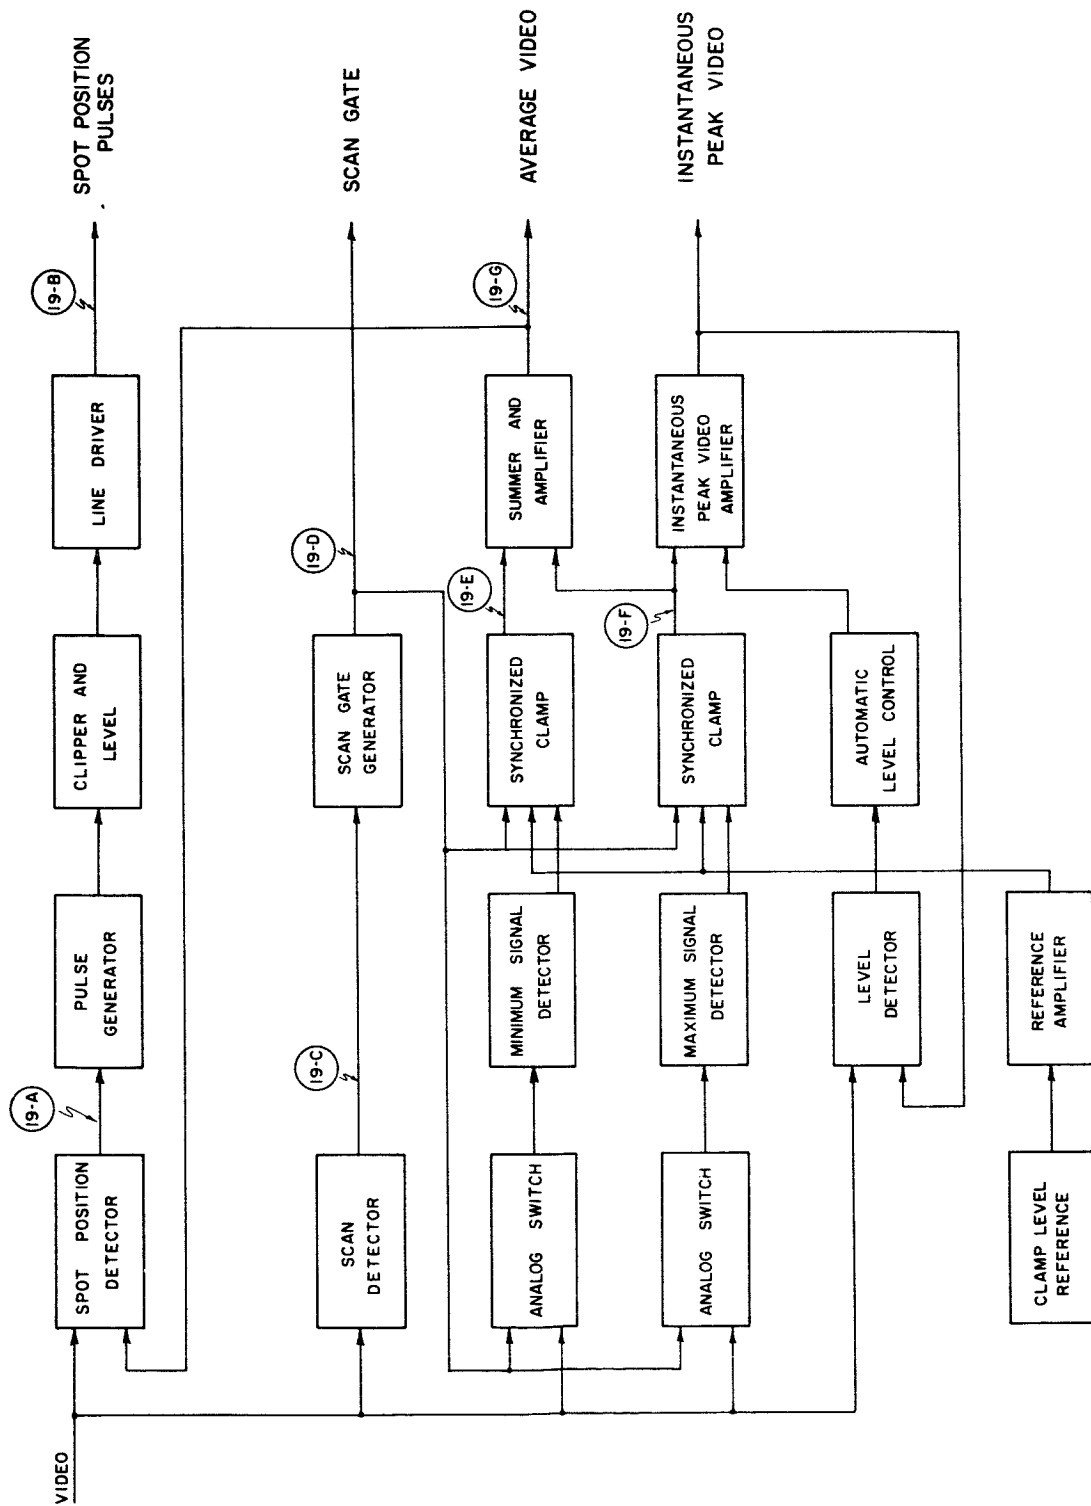 VIDEO
SPOT POSITION
DETECTOR
19-A
PULSE
GENERATOR
CLIPPER AND
LEVEL
LINE DRIVER
19-B
SPOT POSITION
PULSES
SCAN
DETECTOR
19-C
SCAN GATE
GENERATOR
19-D
SCAN GATE
ANALOG SWITCH
MINIMUM SIGNAL
DETECTOR
SYNCHRONIZED
CLAMP
19-E
SUMMER AND
AMPLIFIER
19-G
AVERAGE VIDEO
ANALOG SWITCH
MAXIMUM SIGNAL
DETECTOR
SYNCHRONIZED
CLAMP
19-F
INSTANTANEOUS
PEAK VIDEO
AMPLIFIER
INSTANTANEOUS
PEAK VIDEO
LEVEL
DETECTOR
AUTOMATIC
LEVEL CONTROL
CLAMP LEVEL
REFERENCE
REFERENCE
AMPLIFIER